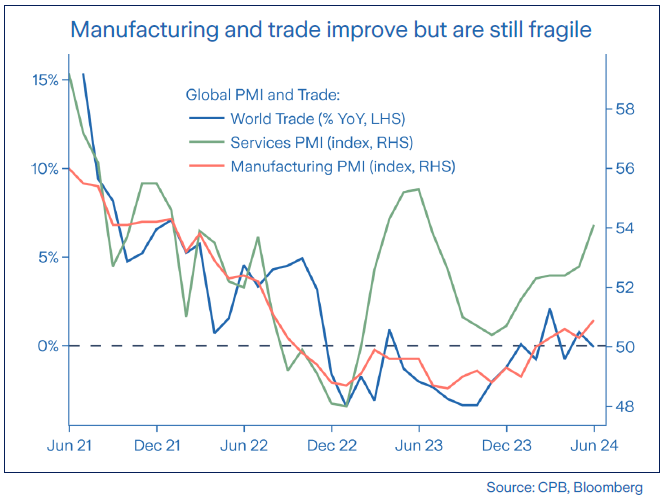 Manufacturing and trade improve but are still fragile
15%
10%
5%
0%
58
56
54
52
50
48
Global PMI and Trade:
World Trade (% YoY, LHS)
Services PMI (index, RHS)
Manufacturing PMI (index, RHS)
Jun 21 Dec 21 Jun 22 Dec 22 Jun 23 Dec 23 Jun 24
Source: CPB, Bloomberg